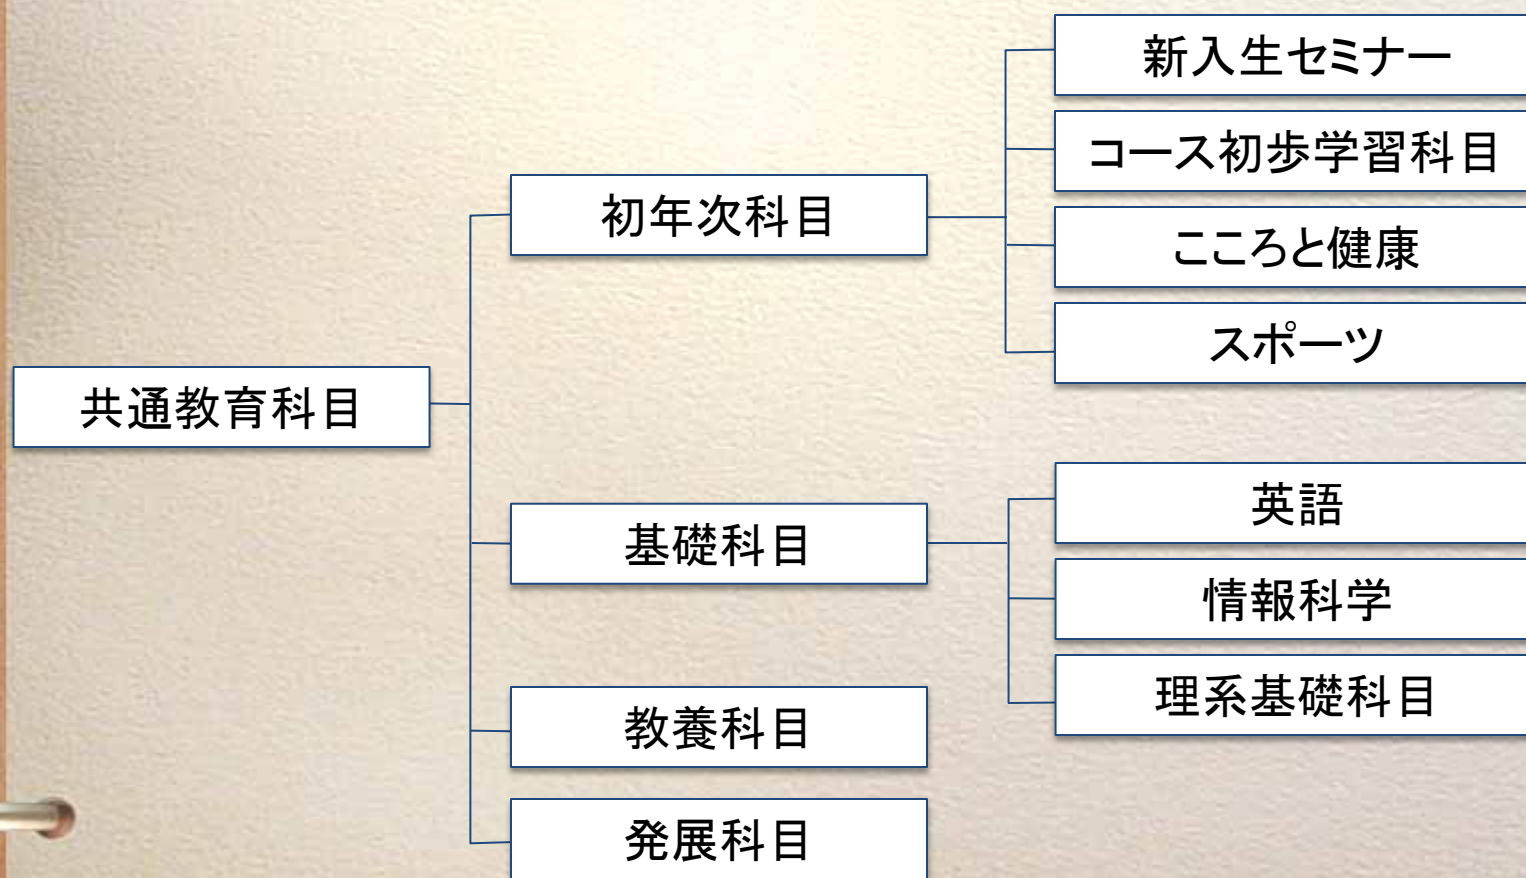 共通教育科目
初年次科目
新入生セミナー
コース初歩学習科目
こころと健康
スポーツ
基礎科目
英語
情報科学
理系基礎科目
教養科目
発展科目